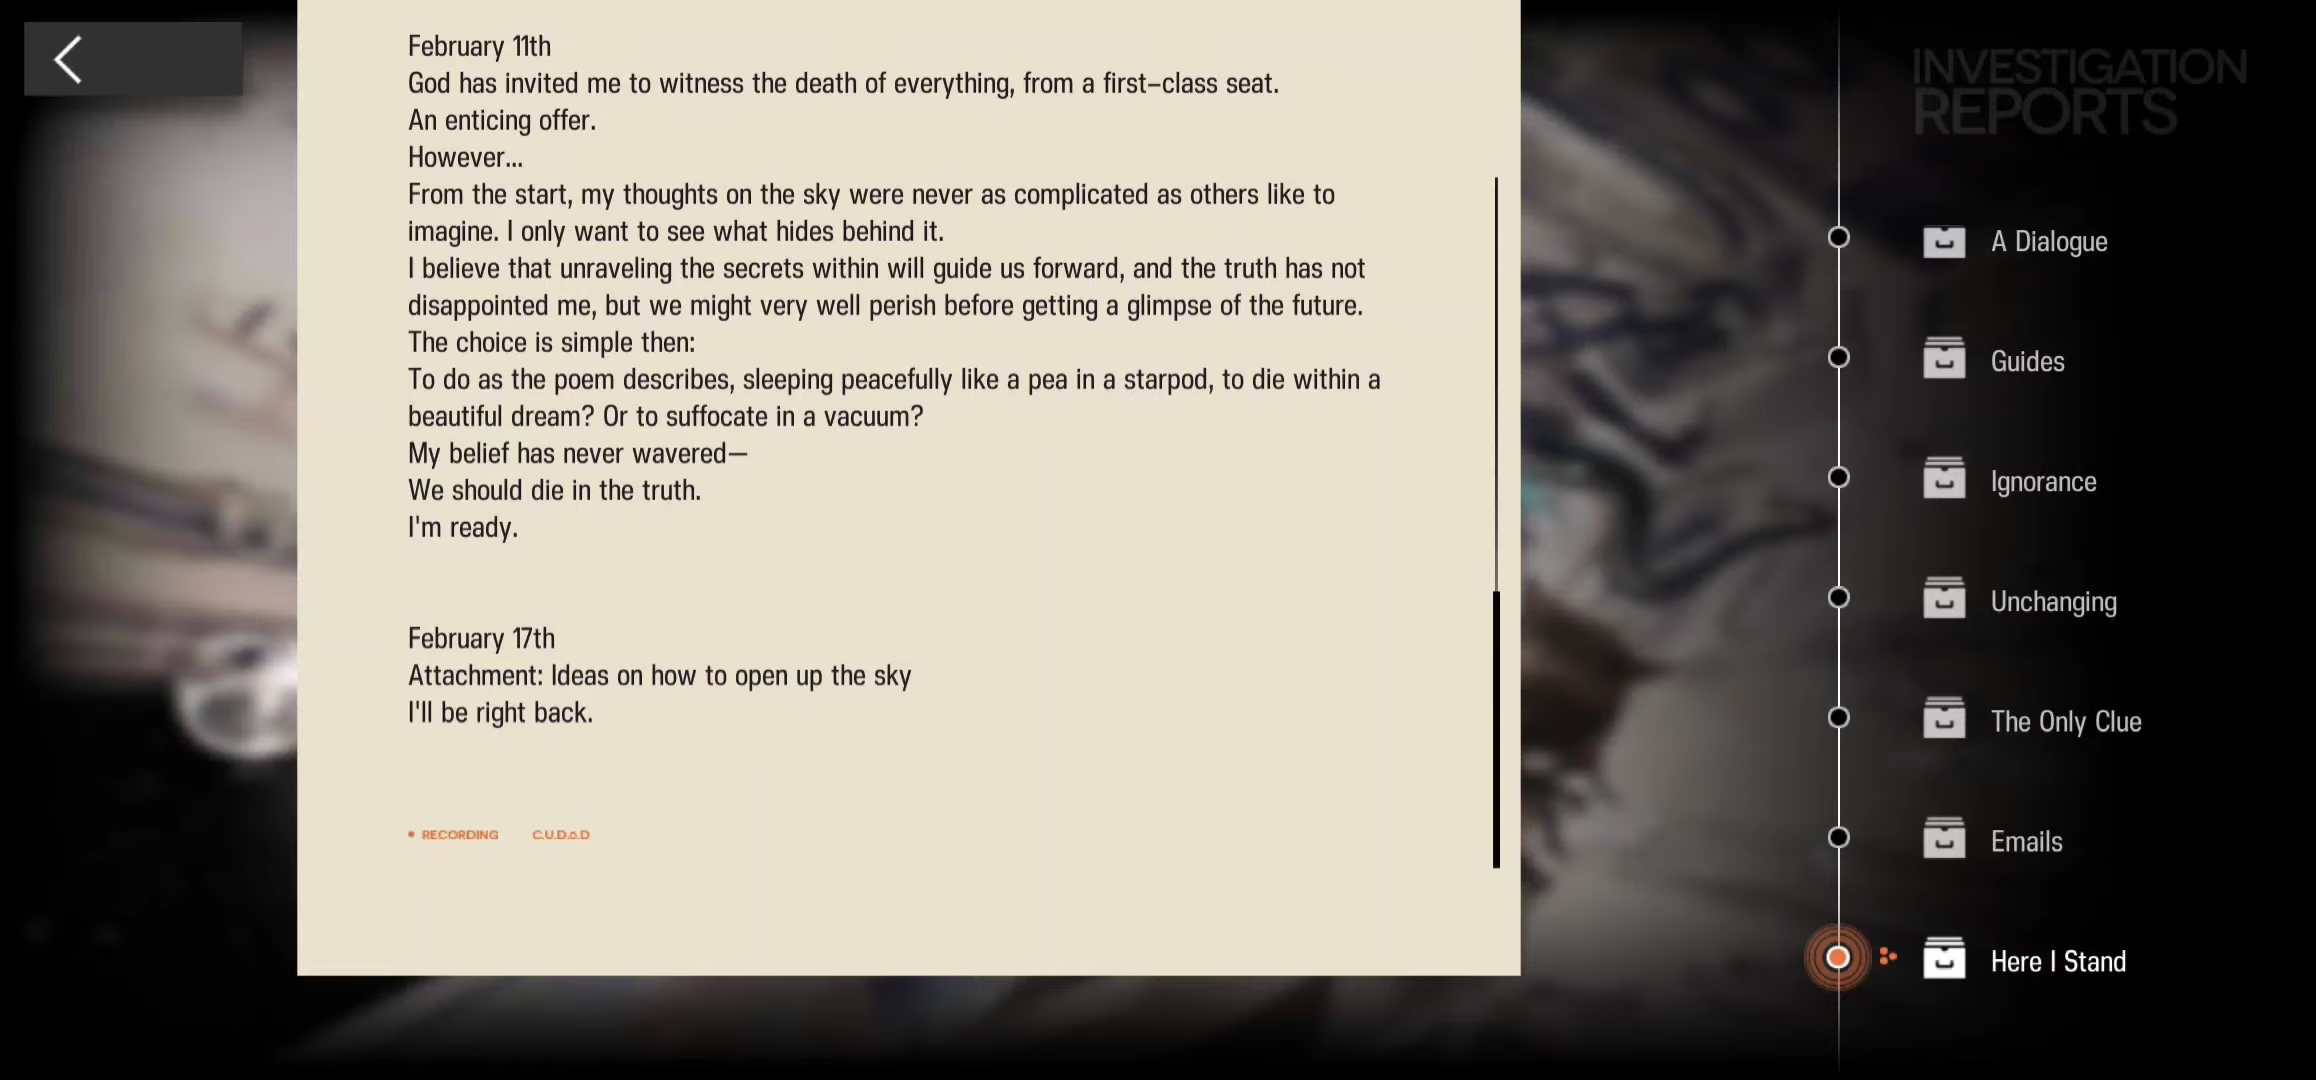 February 11th
God has invited me to witness the death of everything, from a first–class seat.
An enticing offer.
However...
From the start, my thoughts on the sky were never as complicated as others like to
imagine. I only want to see what hides behind it.
I believe that unraveling the secrets within will guide us forward, and the truth has not
disappointed me, but we might very well perish before getting a glimpse of the future.
The choice is simple then:
To do as the poem describes, sleeping peacefully like a pea in a starpod, to die within a
beautiful dream? Or to suffocate in a vacuum?
My belief has never wavered—
We should die in the truth.
I'm ready.
February 17th
Attachment: Ideas on how to open up the sky
I'll be right back.
RECORDING C.U.D.o.D
INVESTIGATION
REPORTS
A Dialogue
Guides
Ignorance
Unchanging
The Only Clue
Emails
Here I Stand